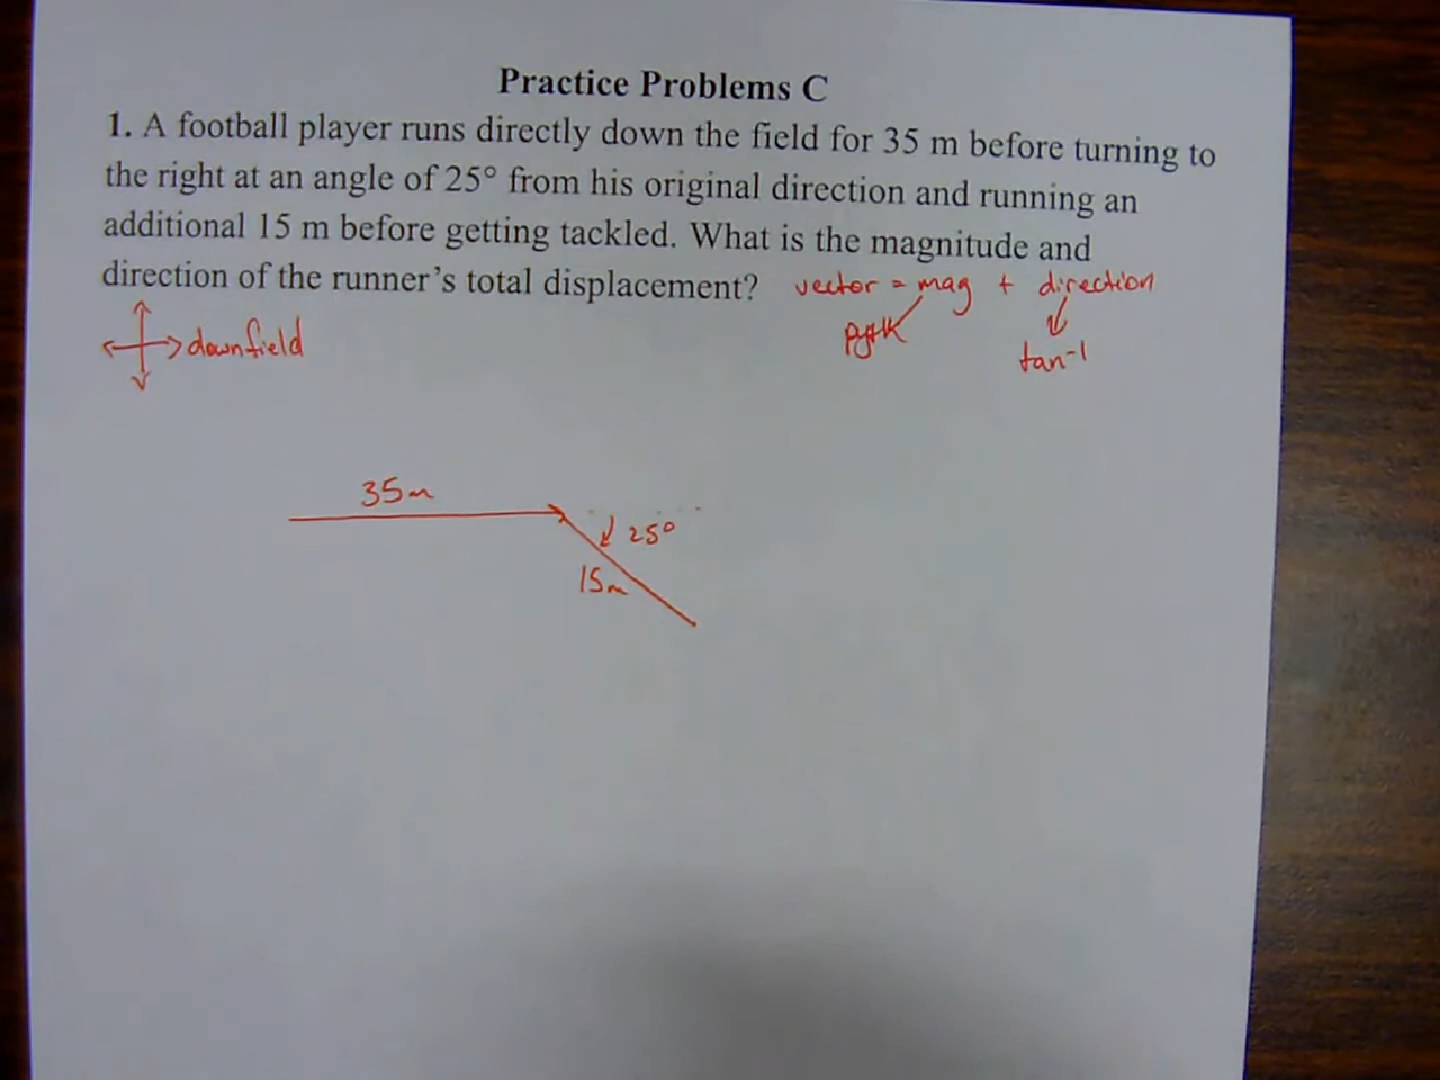 Practice Problems C
1. A football player runs directly down the field for 35 m before turning to
the right at an angle of 25° from his original direction and running an
additional 15 m before getting tackled. What is the magnitude and
direction of the runner's total displacement? vector = mag + direction
pyth
tan-1
downfield
35m
25°
15m